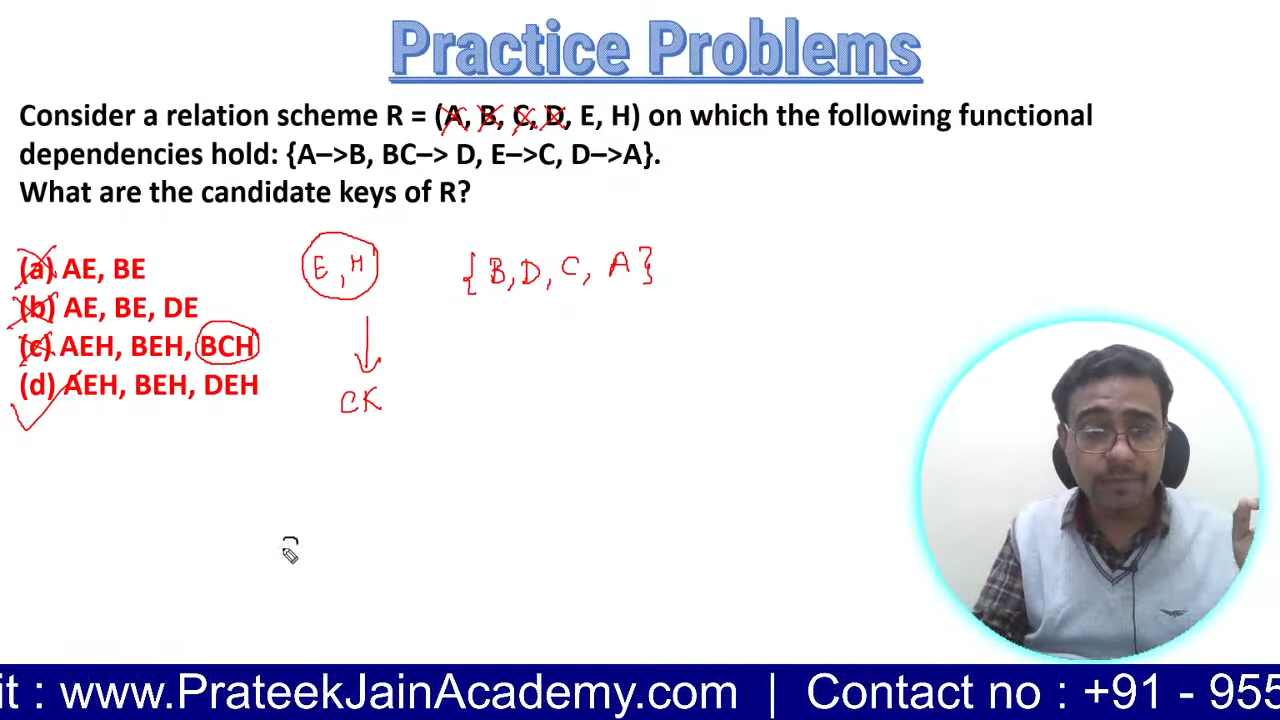 Practice Problems
Consider a relation scheme R = (A, B, C, D, E, H) on which the following functional
dependencies hold: {A–>B, BC–> D, E–>C, D–>A}.
What are the candidate keys of R?
(a) AE, BE
(b) AE, BE, DE
(c) AEH, BEH, BCH
(d) AEH, BEH, DEH
E, H
CK
{B, D, C, A}
it : www.PrateekJainAcademy.com | Contact no : +91 - 955